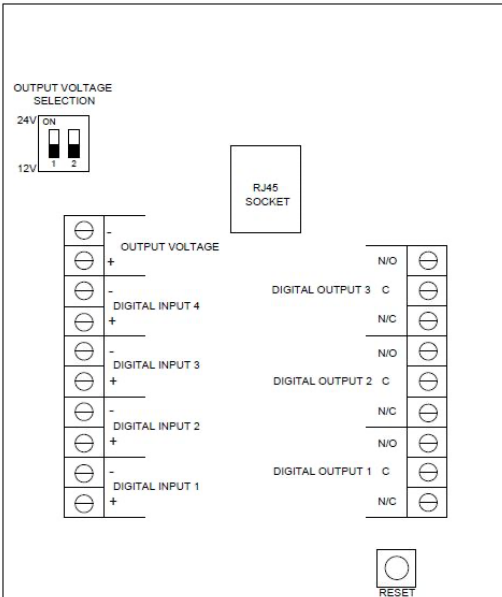 OUTPUT VOLTAGE
SELECTION
24V
ON
12V
1 2
RJ45
SOCKET
-
OUTPUT VOLTAGE
+
-
DIGITAL INPUT 4
+
-
DIGITAL INPUT 3
+
-
DIGITAL INPUT 2
+
-
DIGITAL INPUT 1
+
N/O
DIGITAL OUTPUT 3 C
N/C
N/O
DIGITAL OUTPUT 2 C
N/C
N/O
DIGITAL OUTPUT 1 C
N/C
RESET